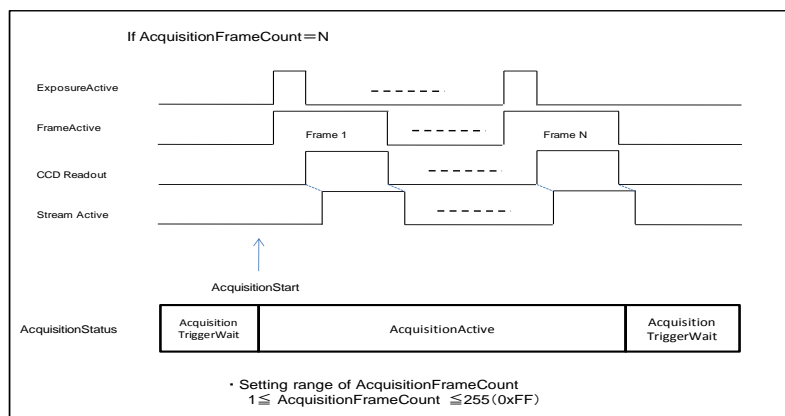 If AcquisitionFrameCount＝N
ExposureActive
FrameActive
Frame 1
Frame N
CCD Readout
Stream Active
AcquisitionStart
AcquisitionStatus
Acquisition
TriggerWait
AcquisitionActive
Acquisition
TriggerWait
・Setting range of AcquisitionFrameCount
1≦ AcquisitionFrameCount ≦255(0xFF)